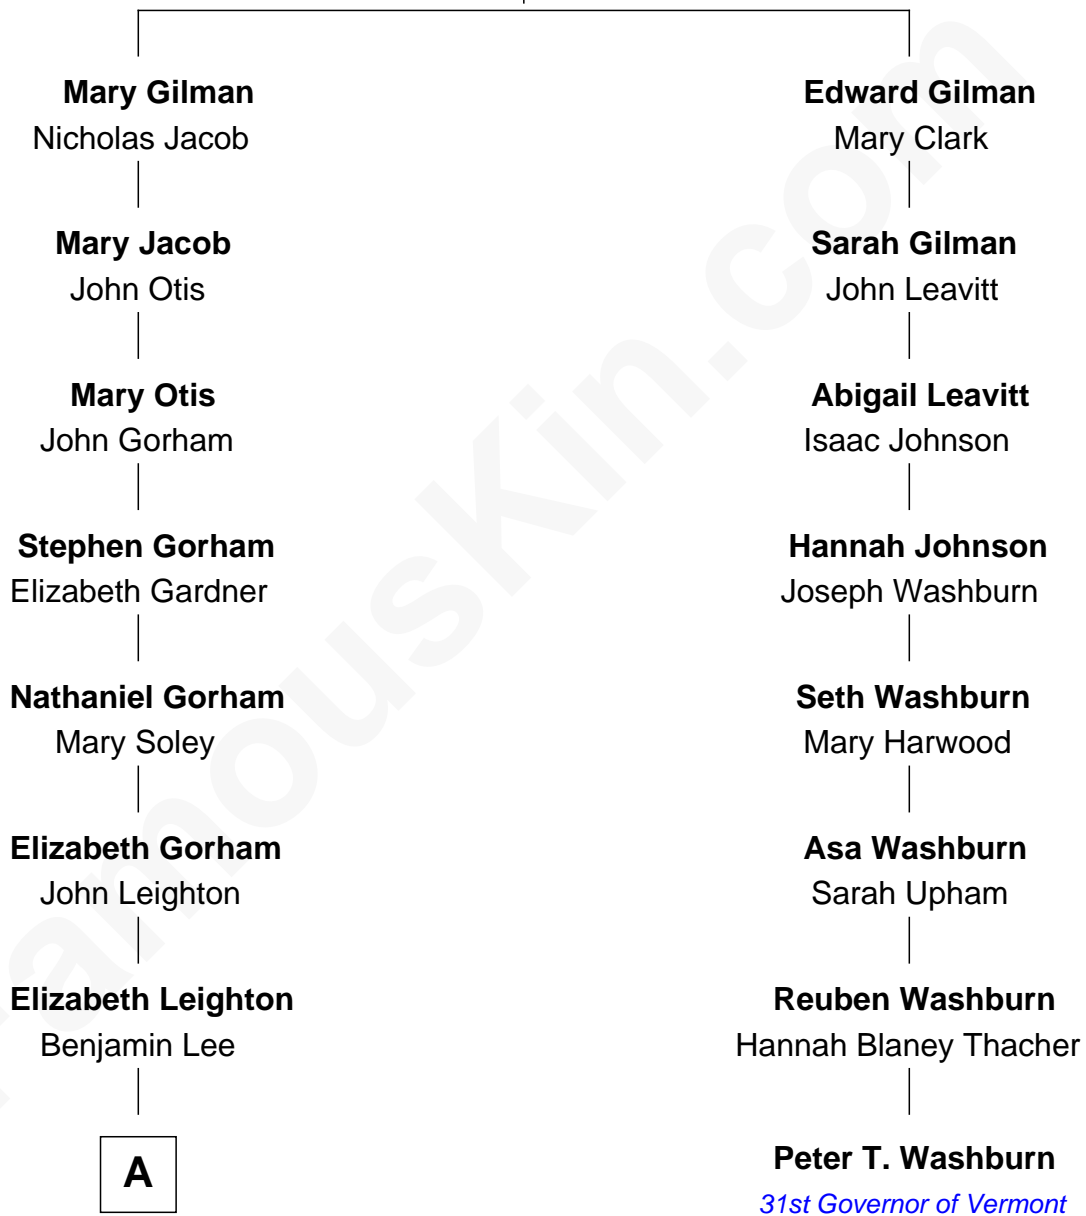 Mary Gilman
Nicholas Jacob
Mary Jacob
John Otis
Mary Otis
John Gorham
Stephen Gorham
Elizabeth Gardner
Nathaniel Gorham
Mary Soley
Elizabeth Gorham
John Leighton
Elizabeth Leighton
Benjamin Lee
A
Edward Gilman
Mary Clark
Sarah Gilman
John Leavitt
Abigail Leavitt
Isaac Johnson
Hannah Johnson
Joseph Washburn
Seth Washburn
Mary Harwood
Asa Washburn
Sarah Upham
Reuben Washburn
Hannah Blaney Thacher
Peter T. Washburn
31st Governor of Vermont
FamousKin.com